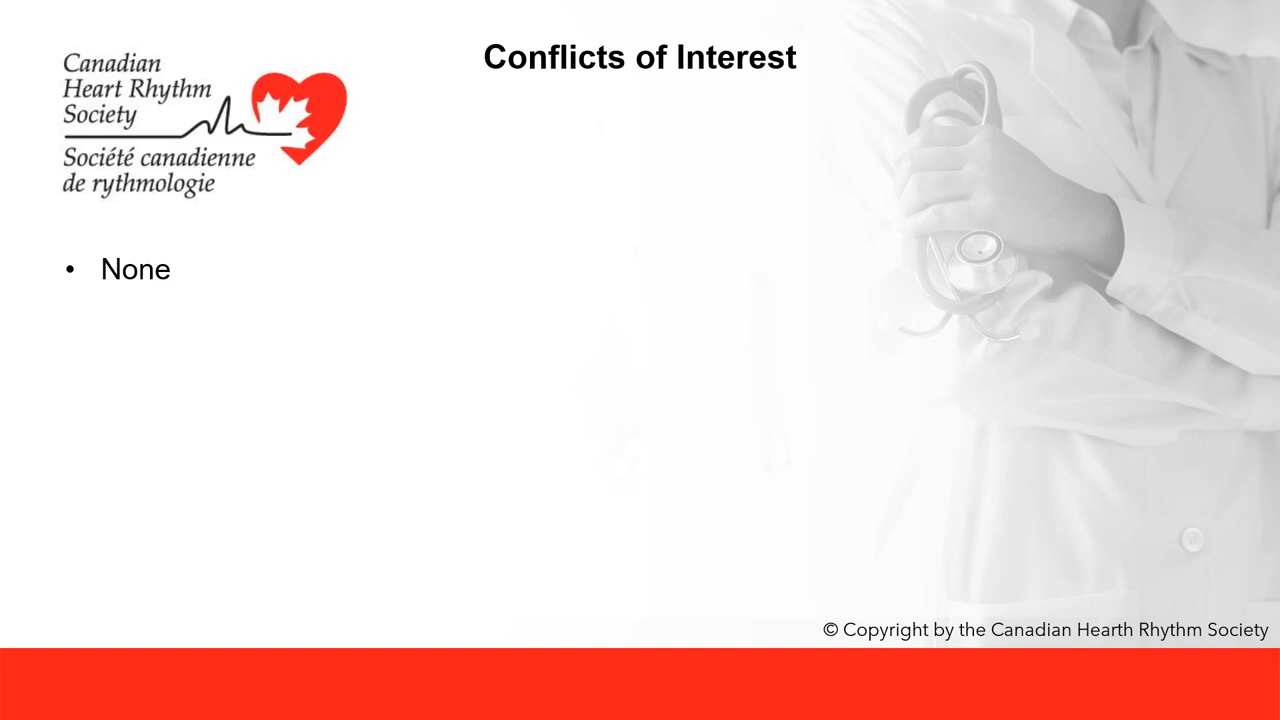 Conflicts of Interest
Canadian
Heart Rhythm
Society
Société canadienne
de rythmologie
• None
© Copyright by the Canadian Hearth Rhythm Society